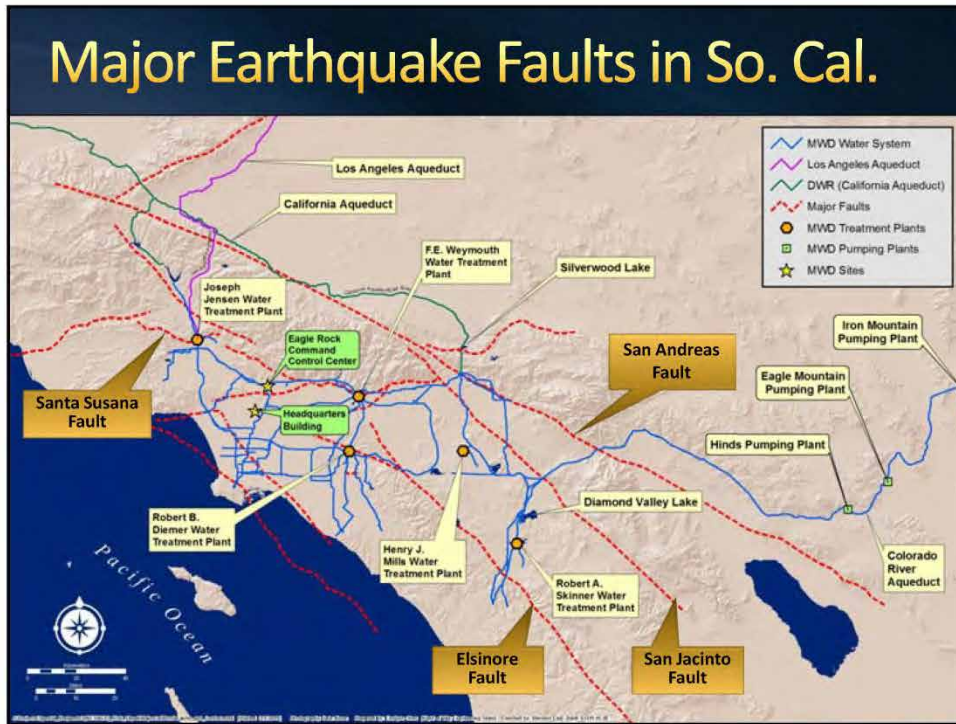 Major Earthquake Faults in So. Cal.
MWD Water System
Los Angeles Aqueduct
DWR (California Aqueduct)
Major Faults
MWD Treatment Plants
MWD Pumping Plants
MWD Sites
Los Angeles Aqueduct
California Aqueduct
F.E. Weymouth
Water Treatment
Plant
Silverwood Lake
Joseph
Jensen Water
Treatment Plant
Eagle Rock
Command
Control Center
Headquarters
Building
Iron Mountain
Pumping Plant
San Andreas
Fault
Eagle Mountain
Pumping Plant
Santa Susana
Fault
Hinds Pumping Plant
Diamond Valley Lake
Robert B.
Diemer Water
Treatment Plant
Henry J.
Mills Water
Treatment Plant
Robert A.
Skinner Water
Treatment Plant
Colorado
River
Aqueduct
Pacific Ocean
Elsinore
Fault
San Jacinto
Fault